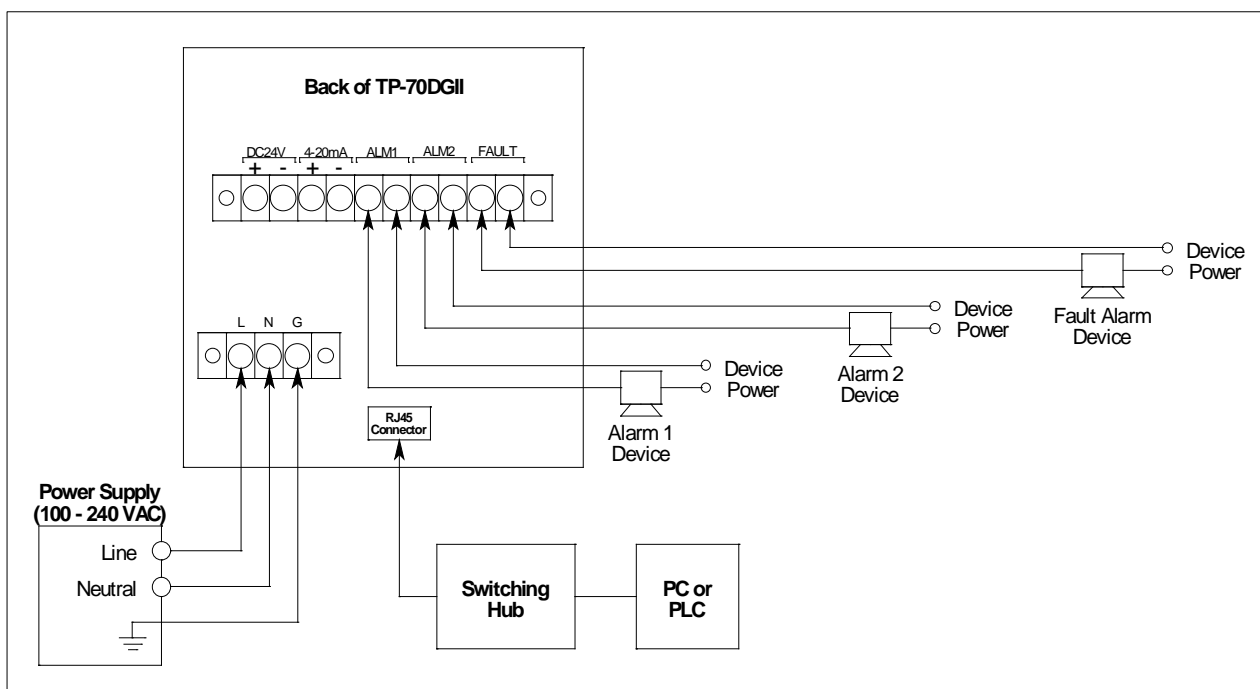 Back of TP-70DGII
DC24V 4-20mA ALM1 ALM2 FAULT
+ - + -
Device
Power
Fault Alarm
Device
L N G
Device
Power
Alarm 2
Device
Device
Power
Alarm 1
Device
RJ45
Connector
Power Supply
(100 - 240 VAC)
Line
Neutral
Switching
Hub
PC or
PLC